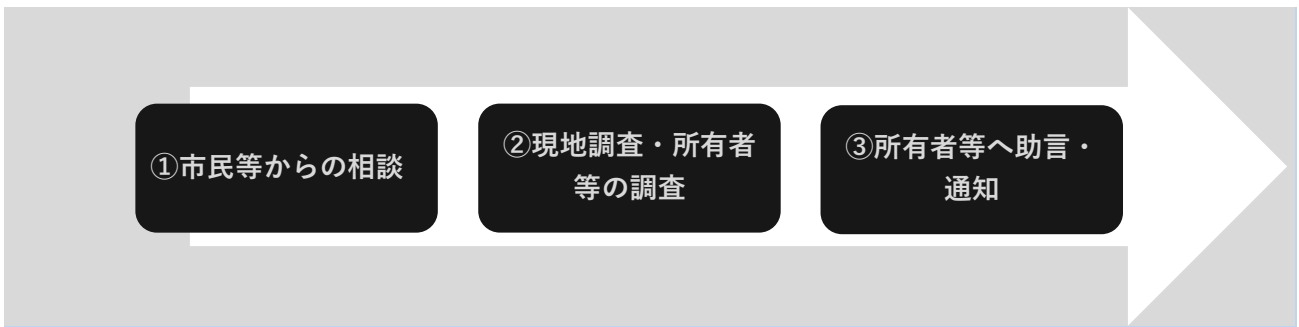 ①市民等からの相談
②現地調査・所有者
等の調査
③所有者等へ助言・
通知